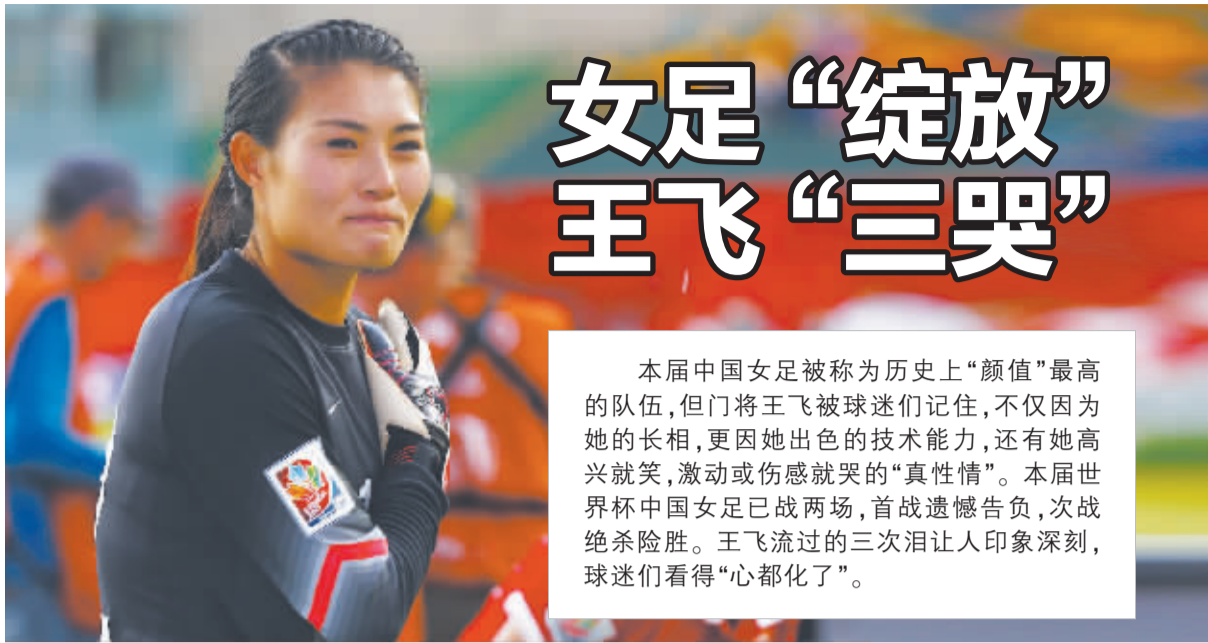 女足“绽放”
王飞“三哭”
本届中国女足被称为历史上“颜值”最高
的队伍,但门将王飞被球迷们记住,不仅因为
她的长相,更因她出色的技术能力,还有她高
兴就笑,激动或伤感就哭的“真性情”。本届世
界杯中国女足已战两场,首战遗憾告负,次战
绝杀险胜。王飞流过的三次泪让人印象深刻,
球迷们看得“心都化了”。